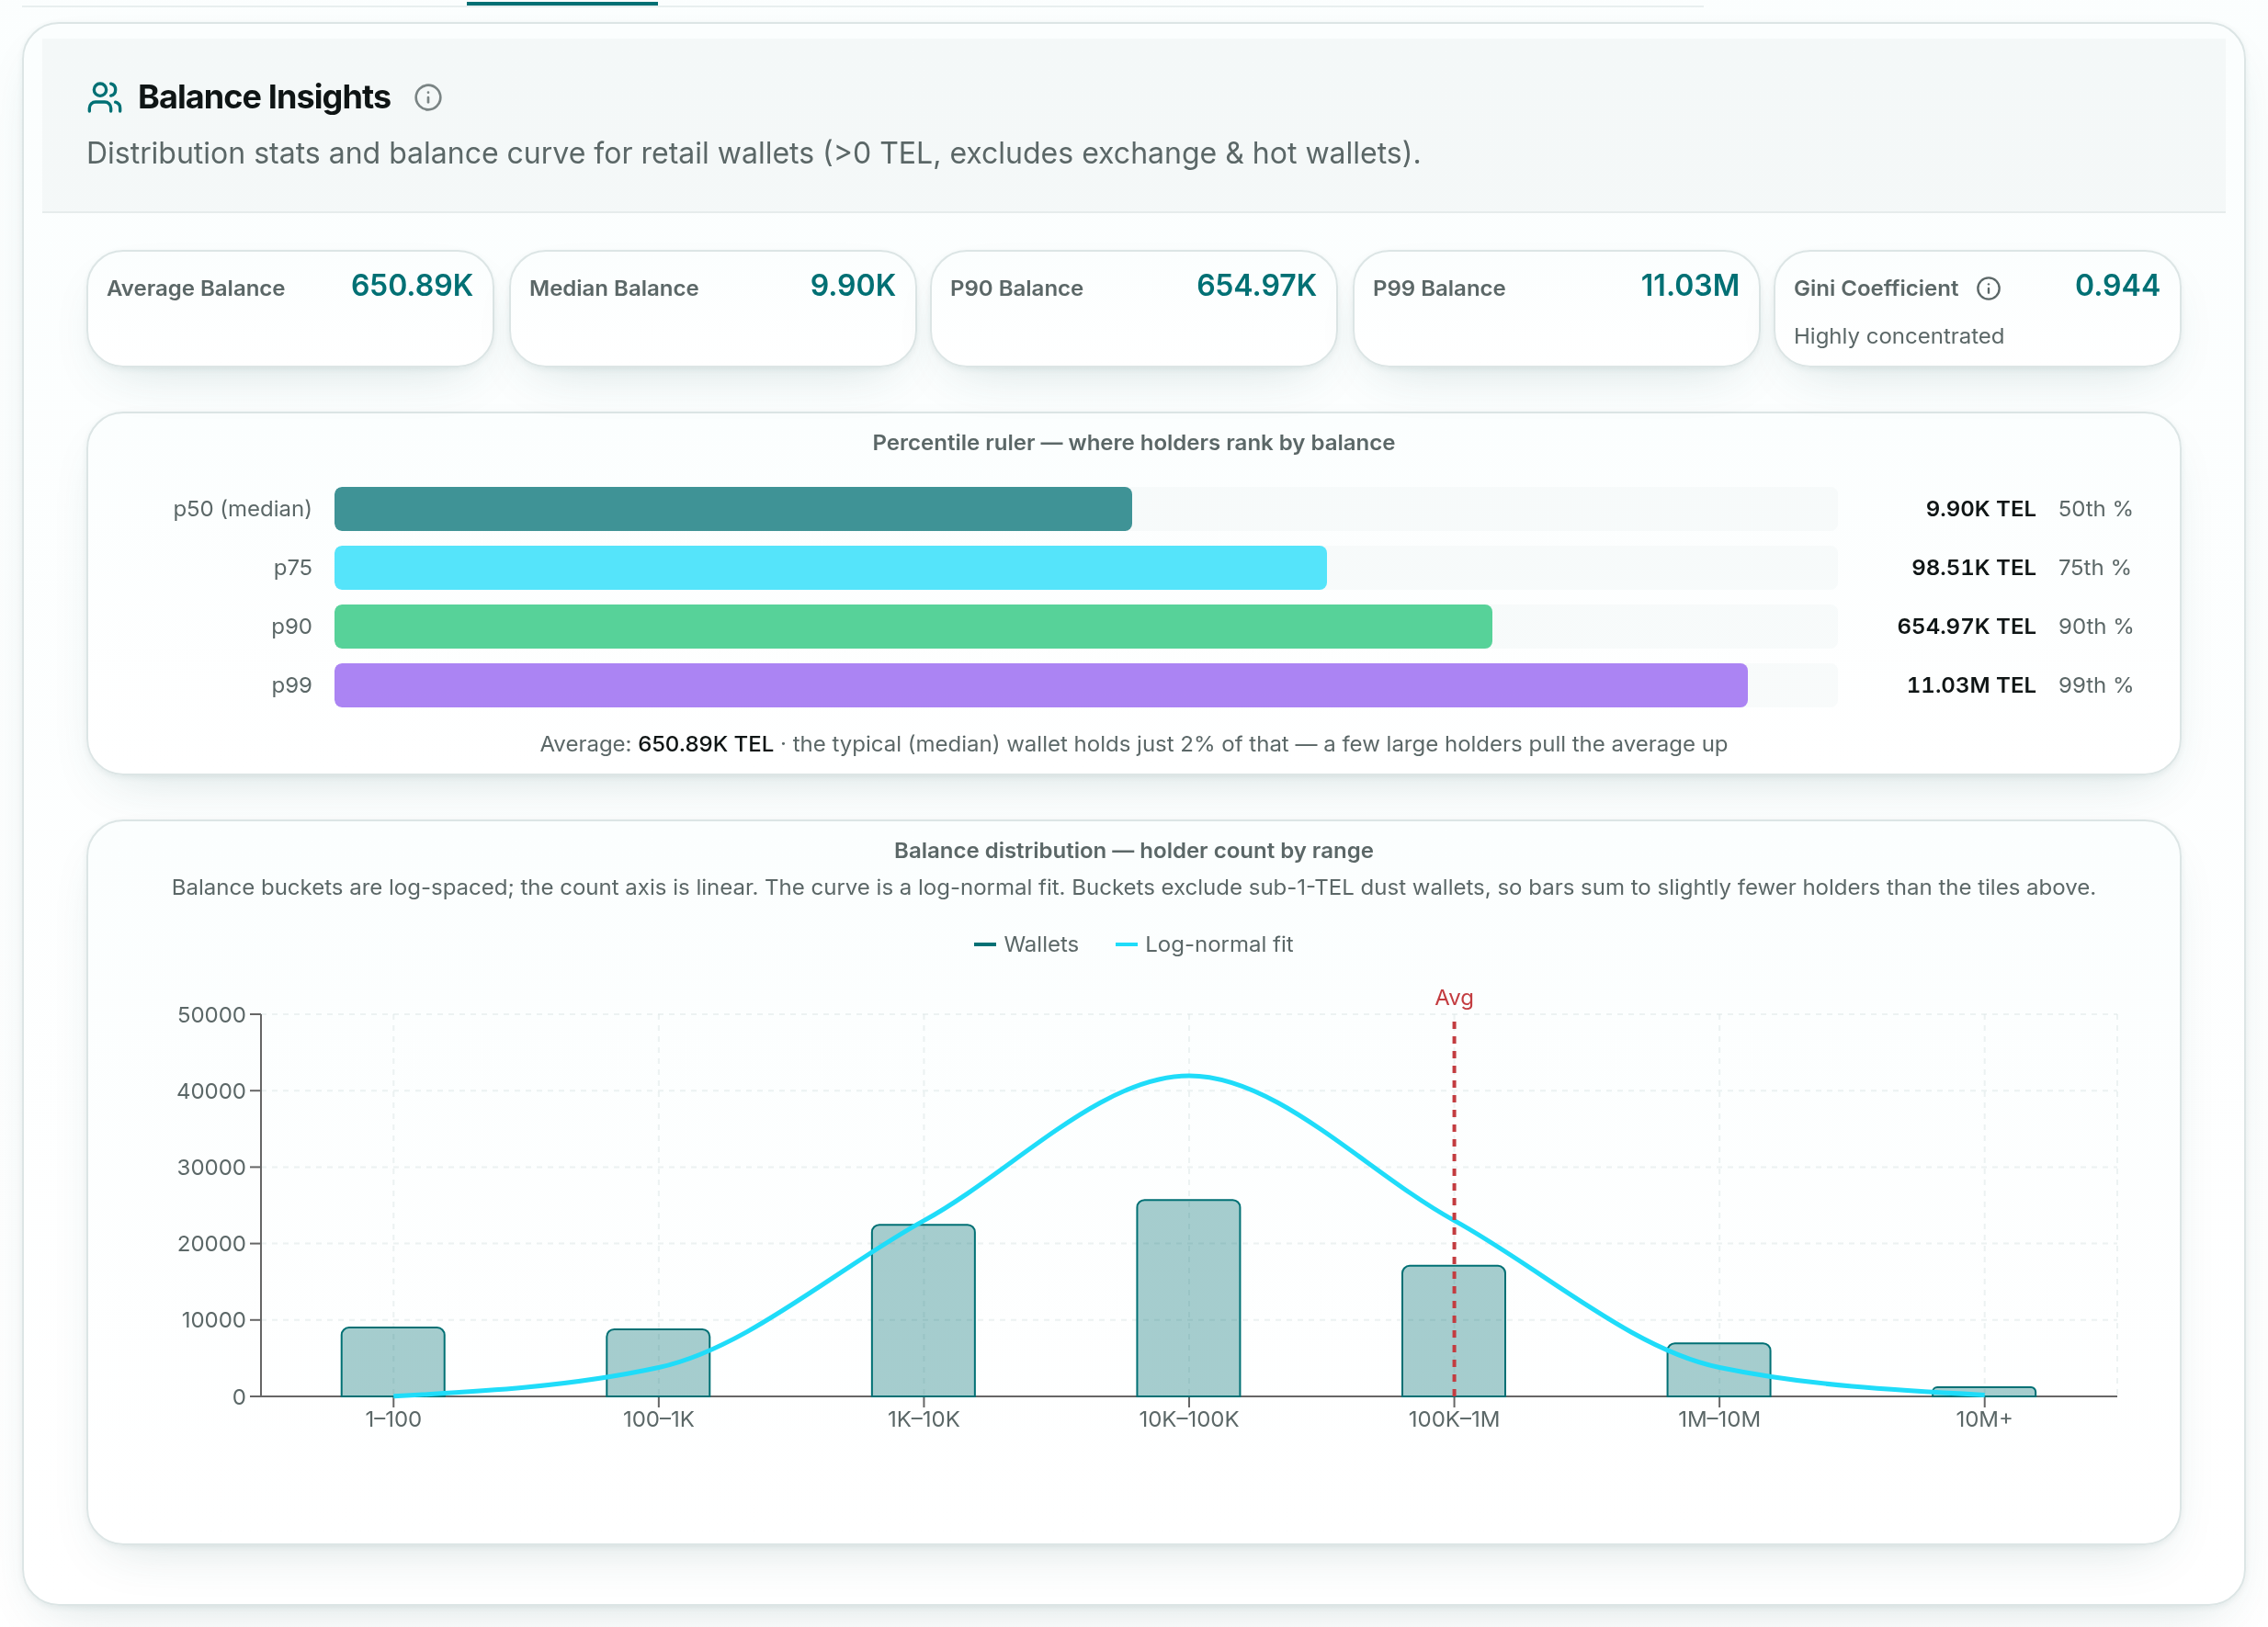 Balance Insights
Distribution stats and balance curve for retail wallets (>0 TEL, excludes exchange & hot wallets).
Average Balance 650.89K
Median Balance 9.90K
P90 Balance 654.97K
P99 Balance 11.03M
Gini Coefficient 0.944
Highly concentrated
Percentile ruler — where holders rank by balance
p50 (median) 9.90K TEL 50th %
p75 98.51K TEL 75th %
p90 654.97K TEL 90th %
p99 11.03M TEL 99th %
Average: 650.89K TEL · the typical (median) wallet holds just 2% of that — a few large holders pull the average up
Balance distribution — holder count by range
Balance buckets are log-spaced; the count axis is linear. The curve is a log-normal fit. Buckets exclude sub-1-TEL dust wallets, so bars sum to slightly fewer holders than the tiles above.
Wallets Log-normal fit
Avg
50000
40000
30000
20000
10000
0
1–100 100–1K 1K–10K 10K–100K 100K–1M 1M–10M 10M+